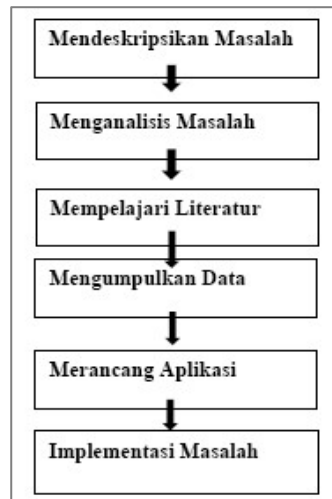 Mendeskripsikan Masalah
Menganalisis Masalah
Mempelajari Literatur
Mengumpulkan Data
Merancang Aplikasi
Implementasi Masalah